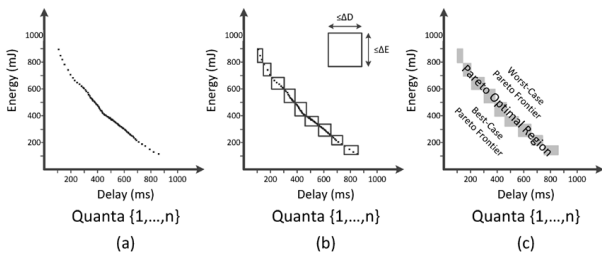 Energy (mJ)
1000
800
600
400
200
200 400 600 800 1000
Delay (ms)
Quanta {1,...,n}
(a)
≤ΔD
≤ΔE
Energy (mJ)
1000
800
600
400
200
200 400 600 800 1000
Delay (ms)
Quanta {1,...,n}
(b)
Energy (mJ)
1000
800
600
400
200
Worst-Case
Pareto Frontier
Pareto Optimal Region
Best-Case
Pareto Frontier
200 400 600 800 1000
Delay (ms)
Quanta {1,...,n}
(c)